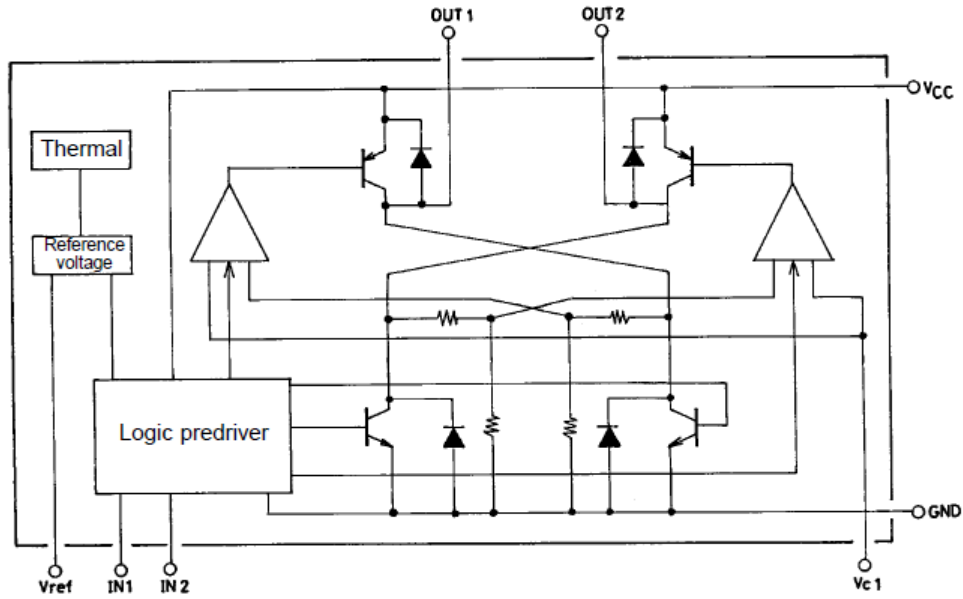 OUT 1
OUT 2
VCC
Thermal
Reference
voltage
Logic predriver
GND
Vref
IN1
IN 2
Vc 1